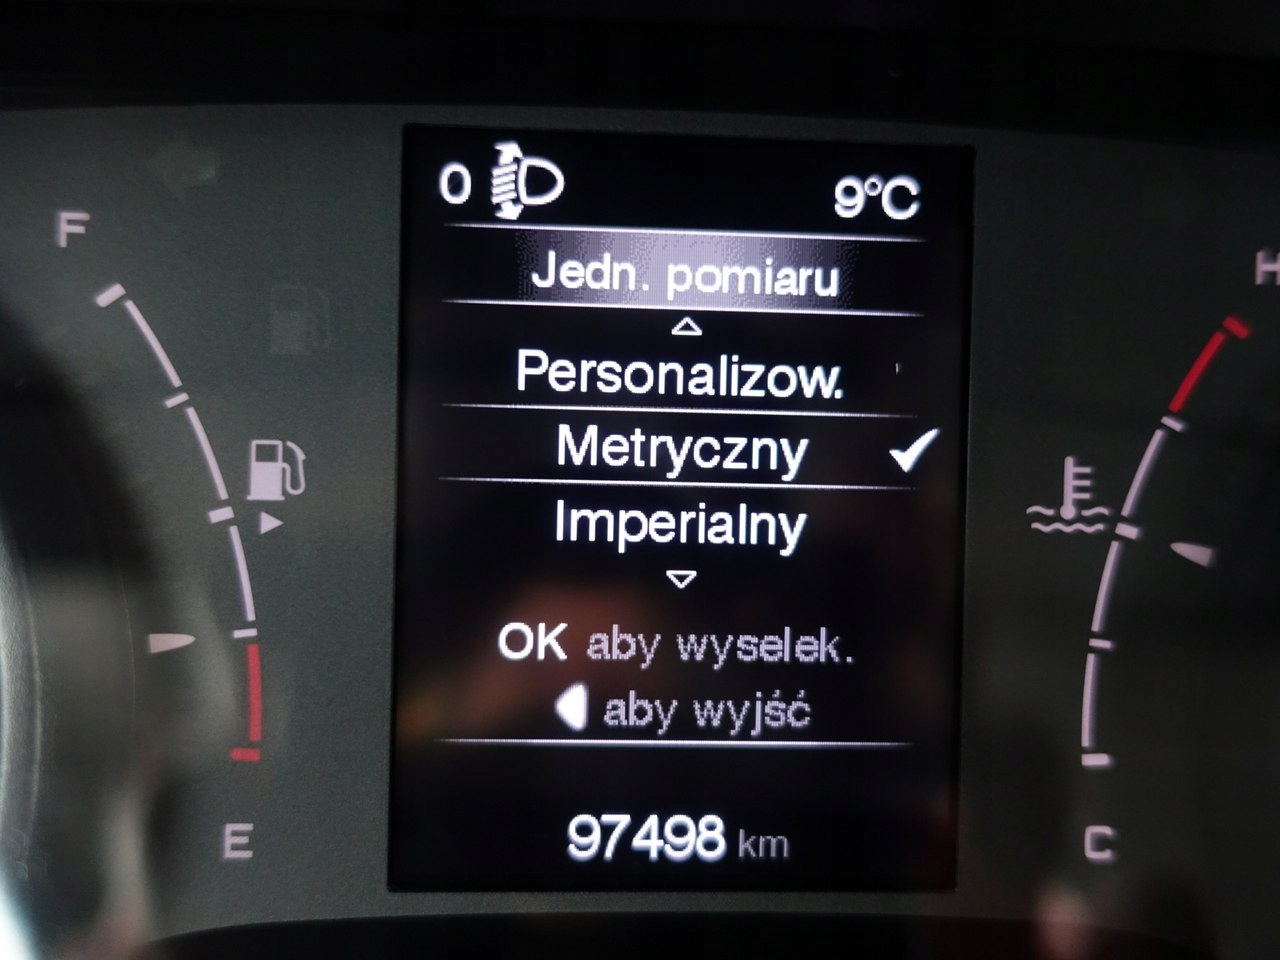 0 9°C
F
H
Jedn. pomiaru
Personalizow.
Metryczny
Imperialny
OK aby wyselek.
aby wyjść
E
C
97498 km